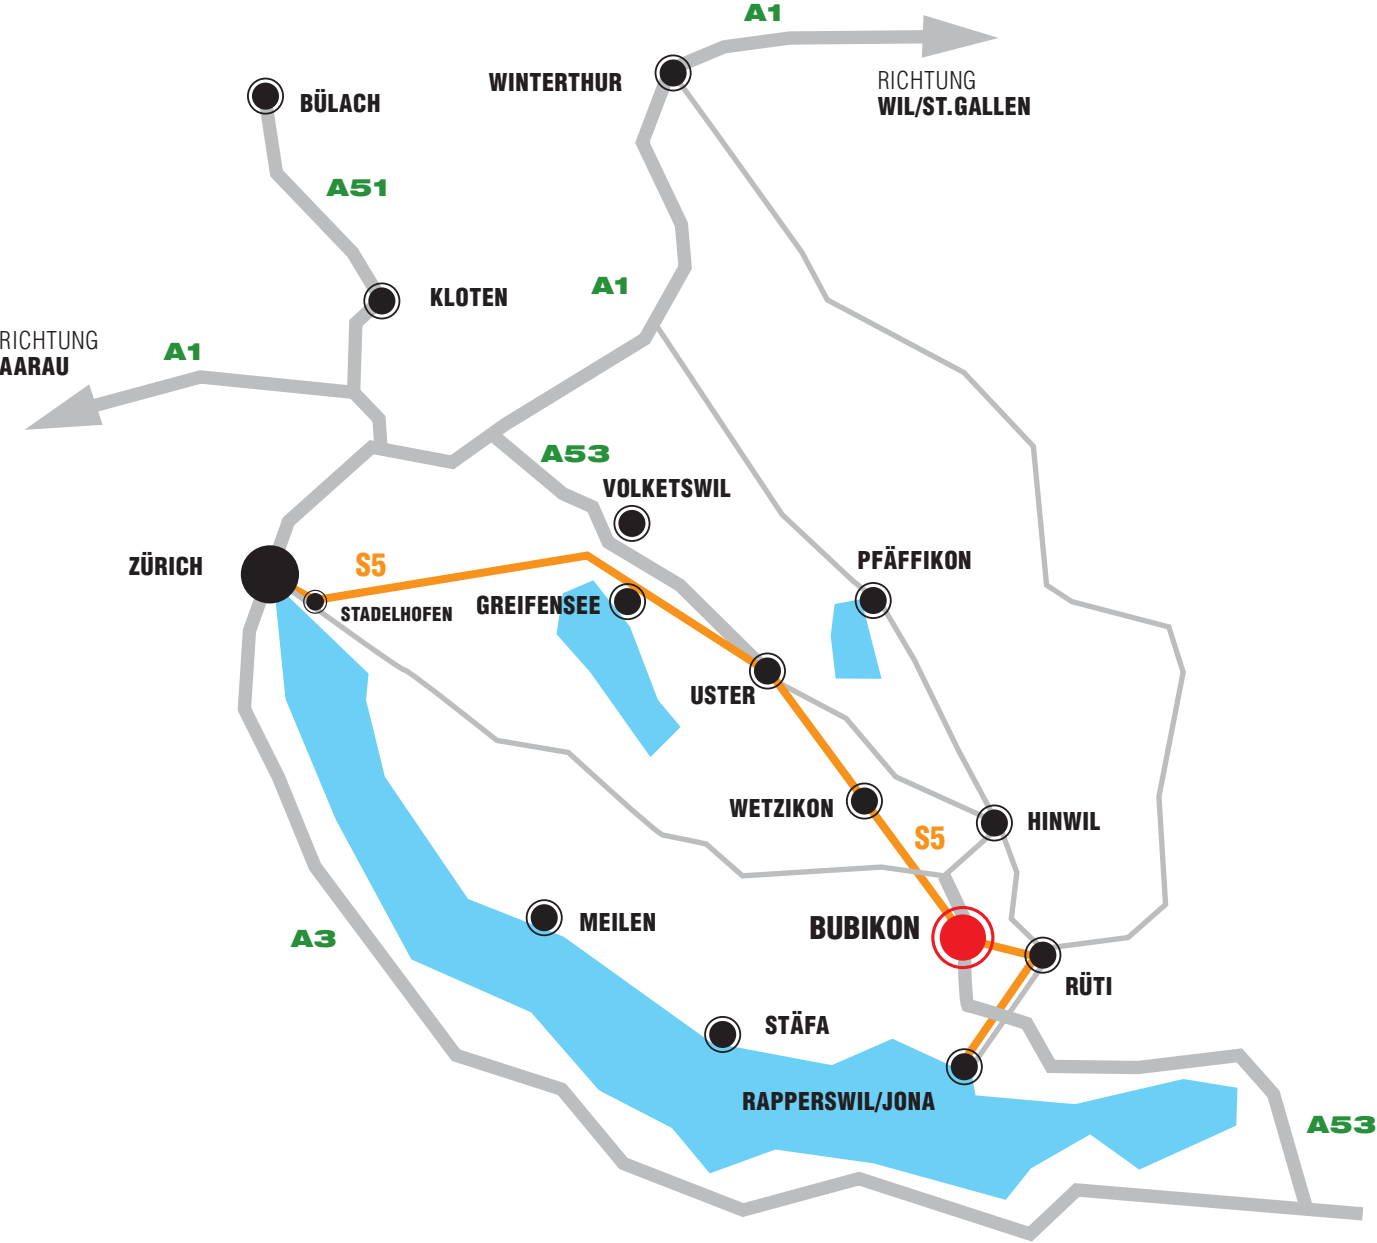 A1
WINTERTHUR
RICHTUNG
WIL/ST.GALLEN
BÜLACH
A51
A1
KLOTEN
RICHTUNG
AARAU
A1
A53
VOLKETSWIL
ZÜRICH
S5
PFÄFFIKON
STADELHOFEN
GREIFENSEE
USTER
WETZIKON
S5
HINWIL
MEILEN
BUBIKON
A3
RÜTI
STÄFA
RAPPERSWIL/JONA
A53